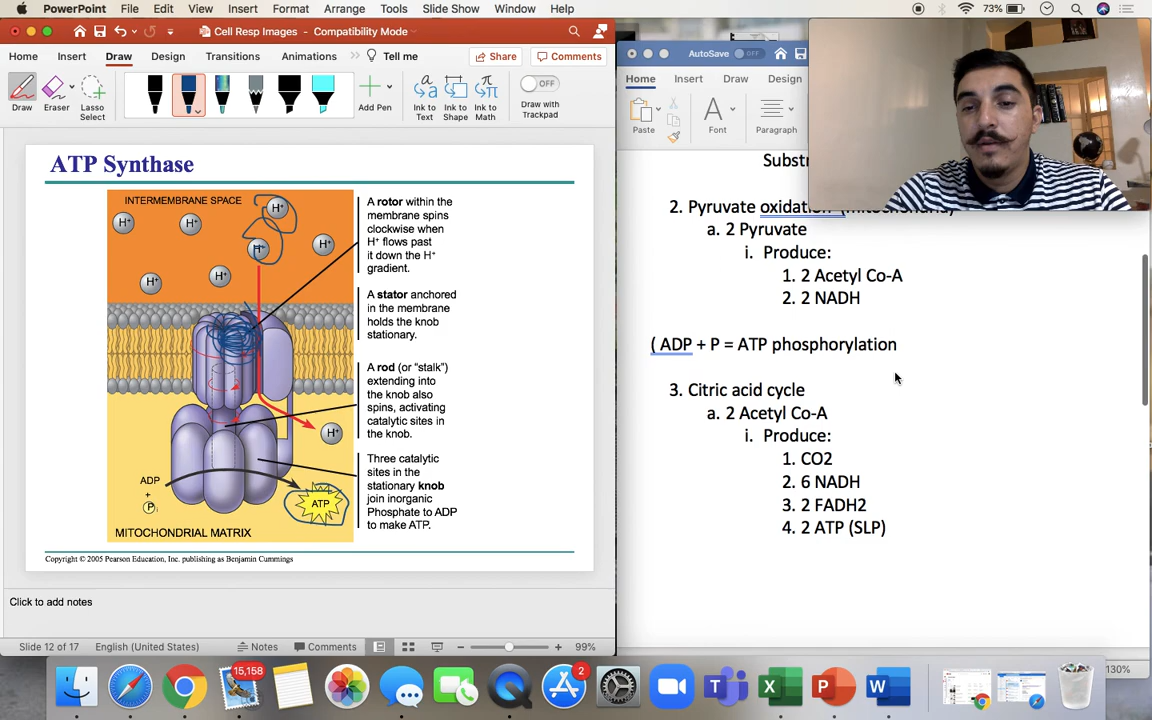 PowerPoint File Edit View Insert Format Arrange Tools Slide Show Window Help 73%
Cell Resp Images - Compatibility Mode
Home Insert Draw Design Transitions Animations Tell me Share Comments
Draw
Eraser
Lasso
Select
Add Pen
Ink to
Text
Ink to
Shape
Ink to
Math
OFF
Draw with
Trackpad
ATP Synthase
INTERMEMBRANE SPACE
H+
H+
H+
H+
H+
H+
H+
H+
A rotor within the
membrane spins
clockwise when
H+ flows past
it down the H+
gradient.
A stator anchored
in the membrane
holds the knob
stationary.
A rod (or “stalk”)
extending into
the knob also
spins, activating
catalytic sites in
the knob.
Three catalytic
sites in the
stationary knob
join inorganic
Phosphate to ADP
to make ATP.
ADP
+
P i
ATP
MITOCHONDRIAL MATRIX
Copyright © 2005 Pearson Education, Inc. publishing as Benjamin Cummings
Click to add notes
Slide 12 of 17 English (United States) Notes Comments 99%
AutoSave OFF
Home Insert Draw Design
Paste
Font
Paragraph
2. Pyruvate oxidation
a. 2 Pyruvate
i. Produce:
1. 2 Acetyl Co-A
2. 2 NADH
( ADP + P = ATP phosphorylation
3. Citric acid cycle
a. 2 Acetyl Co-A
i. Produce:
1. CO2
2. 6 NADH
3. 2 FADH2
4. 2 ATP (SLP)
130%
15,158
2